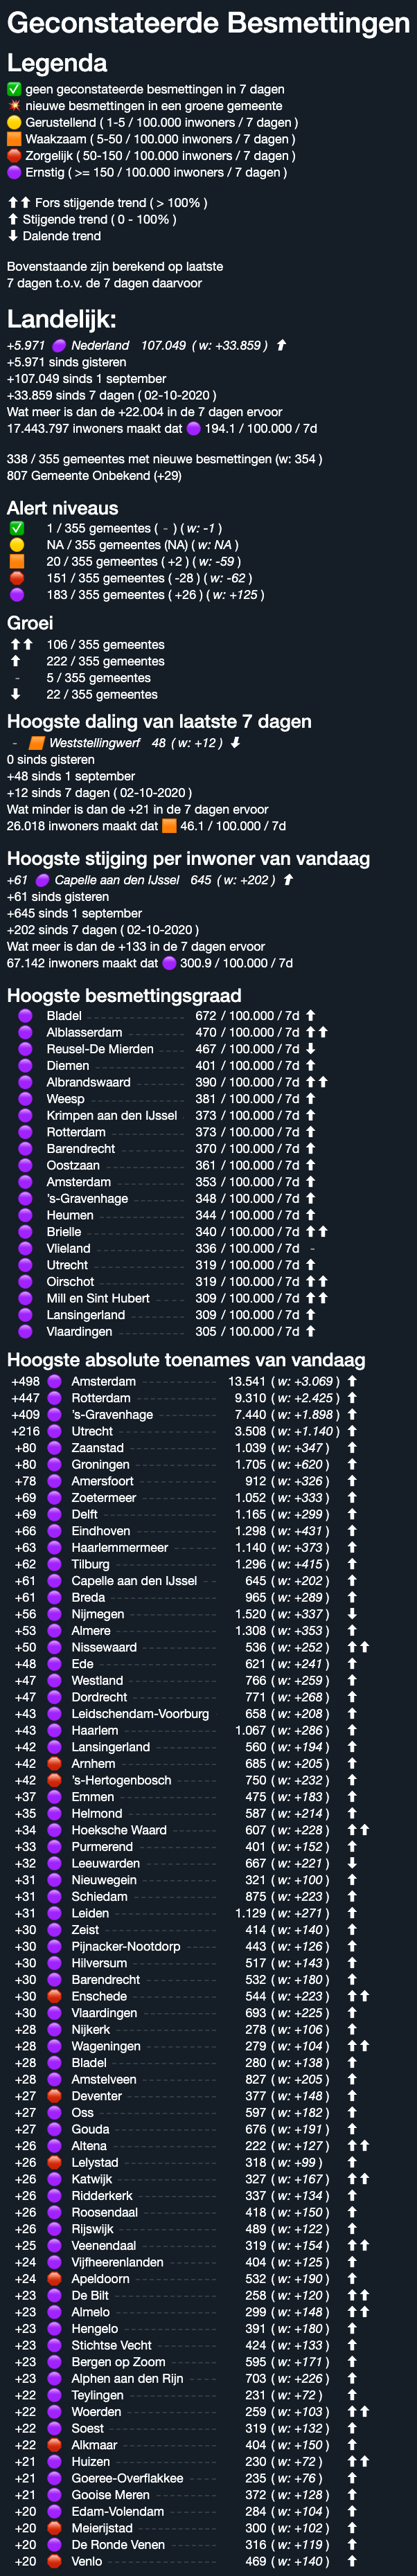 Geconstateerde Besmettingen
Legenda
✅ geen geconstateerde besmettingen in 7 dagen
💥 nieuwe besmettingen in een groene gemeente
🟡 Gerustellend ( 1-5 / 100.000 inwoners / 7 dagen )
🟧 Waakzaam ( 5-50 / 100.000 inwoners / 7 dagen )
🔴 Zorgelijk ( 50-150 / 100.000 inwoners / 7 dagen )
🟣 Ernstig ( >= 150 / 100.000 inwoners / 7 dagen )
⬆⬆ Fors stijgende trend ( > 100% )
⬆ Stijgende trend ( 0 - 100% )
⬇ Dalende trend
Bovenstaande zijn berekend op laatste
7 dagen t.o.v. de 7 dagen daarvoor
Landelijk:
+5.971 🟣 Nederland 107.049 ( w: +33.859 ) ⬆
+5.971 sinds gisteren
+107.049 sinds 1 september
+33.859 sinds 7 dagen ( 02-10-2020 )
Wat meer is dan de +22.004 in de 7 dagen ervoor
17.443.797 inwoners maakt dat 🟣 194.1 / 100.000 / 7d
338 / 355 gemeentes met nieuwe besmettingen (w: 354 )
807 Gemeente Onbekend (+29)
Alert niveaus
✅ 1 / 355 gemeentes ( - ) ( w: -1 )
🟡 NA / 355 gemeentes (NA) ( w: NA )
🟧 20 / 355 gemeentes ( +2 ) ( w: -59 )
🔴 151 / 355 gemeentes ( -28 ) ( w: -62 )
🟣 183 / 355 gemeentes ( +26 ) ( w: +125 )
Groei
⬆⬆ 106 / 355 gemeentes
⬆ 222 / 355 gemeentes
- 5 / 355 gemeentes
⬇ 22 / 355 gemeentes
Hoogste daling van laatste 7 dagen
- 🟧 Weststellingwerf 48 ( w: +12 ) ⬇
0 sinds gisteren
+48 sinds 1 september
+12 sinds 7 dagen ( 02-10-2020 )
Wat minder is dan de +21 in de 7 dagen ervoor
26.018 inwoners maakt dat 🟧 46.1 / 100.000 / 7d
Hoogste stijging per inwoner van vandaag
+61 🟣 Capelle aan den IJssel 645 ( w: +202 ) ⬆
+61 sinds gisteren
+645 sinds 1 september
+202 sinds 7 dagen ( 02-10-2020 )
Wat meer is dan de +133 in de 7 dagen ervoor
67.142 inwoners maakt dat 🟣 300.9 / 100.000 / 7d
Hoogste besmettingsgraad
🟣 Bladel 672 / 100.000 / 7d ⬆
🟣 Alblasserdam 470 / 100.000 / 7d ⬆⬆
🟣 Reusel-De Mierden 467 / 100.000 / 7d ⬇
🟣 Diemen 401 / 100.000 / 7d ⬆
🟣 Albrandswaard 390 / 100.000 / 7d ⬆⬆
🟣 Weesp 381 / 100.000 / 7d ⬆
🟣 Krimpen aan den IJssel 373 / 100.000 / 7d ⬆
🟣 Rotterdam 373 / 100.000 / 7d ⬆
🟣 Barendrecht 370 / 100.000 / 7d ⬆
🟣 Oostzaan 361 / 100.000 / 7d ⬆
🟣 Amsterdam 353 / 100.000 / 7d ⬆
🟣 's-Gravenhage 348 / 100.000 / 7d ⬆
🟣 Heumen 344 / 100.000 / 7d ⬆
🟣 Brielle 340 / 100.000 / 7d ⬆⬆
🟣 Vlieland 336 / 100.000 / 7d -
🟣 Utrecht 319 / 100.000 / 7d ⬆
🟣 Oirschot 319 / 100.000 / 7d ⬆⬆
🟣 Mill en Sint Hubert 309 / 100.000 / 7d ⬆⬆
🟣 Lansingerland 309 / 100.000 / 7d ⬆
🟣 Vlaardingen 305 / 100.000 / 7d ⬆
Hoogste absolute toenames van vandaag
+498 🟣 Amsterdam 13.541 ( w: +3.069 ) ⬆
+447 🟣 Rotterdam 9.310 ( w: +2.425 ) ⬆
+409 🟣 's-Gravenhage 7.440 ( w: +1.898 ) ⬆
+216 🟣 Utrecht 3.508 ( w: +1.140 ) ⬆
+80 🟣 Zaanstad 1.039 ( w: +347 ) ⬆
+80 🟣 Groningen 1.705 ( w: +620 ) ⬆
+78 🟣 Amersfoort 912 ( w: +326 ) ⬆
+69 🟣 Zoetermeer 1.052 ( w: +333 ) ⬆
+69 🟣 Delft 1.165 ( w: +299 ) ⬆
+66 🟣 Eindhoven 1.298 ( w: +431 ) ⬆
+63 🟣 Haarlemmermeer 1.140 ( w: +373 ) ⬆
+62 🟣 Tilburg 1.296 ( w: +415 ) ⬆
+61 🟣 Capelle aan den IJssel 645 ( w: +202 ) ⬆
+61 🟣 Breda 965 ( w: +289 ) ⬆
+56 🟣 Nijmegen 1.520 ( w: +337 ) ⬇
+53 🟣 Almere 1.308 ( w: +353 ) ⬆
+50 🟣 Nissewaard 536 ( w: +252 ) ⬆⬆
+48 🟣 Ede 621 ( w: +241 ) ⬆
+47 🟣 Westland 766 ( w: +259 ) ⬆
+47 🟣 Dordrecht 771 ( w: +268 ) ⬆
+43 🟣 Leidschendam-Voorburg 658 ( w: +208 ) ⬆
+43 🟣 Haarlem 1.067 ( w: +286 ) ⬆
+42 🟣 Lansingerland 560 ( w: +194 ) ⬆
+42 🔴 Arnhem 685 ( w: +205 ) ⬆
+42 🔴 's-Hertogenbosch 750 ( w: +232 ) ⬆
+37 🟣 Emmen 475 ( w: +183 ) ⬆
+35 🟣 Helmond 587 ( w: +214 ) ⬆
+34 🟣 Hoeksche Waard 607 ( w: +228 ) ⬆⬆
+33 🟣 Purmerend 401 ( w: +152 ) ⬆
+32 🟣 Leeuwarden 667 ( w: +221 ) ⬇
+31 🟣 Nieuwegein 321 ( w: +100 ) ⬆
+31 🟣 Schiedam 875 ( w: +223 ) ⬆
+31 🟣 Leiden 1.129 ( w: +271 ) ⬆
+30 🟣 Zeist 414 ( w: +140 ) ⬆
+30 🟣 Pijnacker-Nootdorp 443 ( w: +126 ) ⬆
+30 🟣 Hilversum 517 ( w: +143 ) ⬆
+30 🟣 Barendrecht 532 ( w: +180 ) ⬆
+30 🔴 Enschede 544 ( w: +223 ) ⬆⬆
+30 🟣 Vlaardingen 693 ( w: +225 ) ⬆
+28 🟣 Nijkerk 278 ( w: +106 ) ⬆
+28 🟣 Wageningen 279 ( w: +104 ) ⬆⬆
+28 🟣 Bladel 280 ( w: +138 ) ⬆
+28 🟣 Amstelveen 827 ( w: +205 ) ⬆
+27 🔴 Deventer 377 ( w: +148 ) ⬆
+27 🟣 Oss 597 ( w: +182 ) ⬆
+27 🟣 Gouda 676 ( w: +191 ) ⬆
+26 🟣 Altena 222 ( w: +127 ) ⬆⬆
+26 🔴 Lelystad 318 ( w: +99 ) ⬆
+26 🟣 Katwijk 327 ( w: +167 ) ⬆⬆
+26 🟣 Ridderkerk 337 ( w: +134 ) ⬆
+26 🟣 Roosendaal 418 ( w: +150 ) ⬆
+26 🟣 Rijswijk 489 ( w: +122 ) ⬆
+25 🟣 Veenendaal 319 ( w: +154 ) ⬆⬆
+24 🟣 Vijfheerenlanden 404 ( w: +125 ) ⬆
+24 🔴 Apeldoorn 532 ( w: +190 ) ⬆
+23 🟣 De Bilt 258 ( w: +120 ) ⬆⬆
+23 🟣 Almelo 299 ( w: +148 ) ⬆⬆
+23 🟣 Hengelo 391 ( w: +180 ) ⬆
+23 🟣 Stichtse Vecht 424 ( w: +133 ) ⬆
+23 🟣 Bergen op Zoom 595 ( w: +171 ) ⬆
+23 🟣 Alphen aan den Rijn 703 ( w: +226 ) ⬆
+22 🟣 Teylingen 231 ( w: +72 ) ⬆
+22 🟣 Woerden 259 ( w: +103 ) ⬆⬆
+22 🟣 Soest 319 ( w: +132 ) ⬆
+22 🔴 Alkmaar 404 ( w: +150 ) ⬆
+21 🟣 Huizen 230 ( w: +72 ) ⬆⬆
+21 🟣 Goeree-Overflakkee 235 ( w: +76 ) ⬆
+21 🟣 Gooise Meren 372 ( w: +128 ) ⬆
+20 🟣 Edam-Volendam 284 ( w: +104 ) ⬆
+20 🔴 Meierijstad 300 ( w: +102 ) ⬆
+20 🟣 De Ronde Venen 316 ( w: +119 ) ⬆
+20 🔴 Venlo 469 ( w: +140 ) ⬆